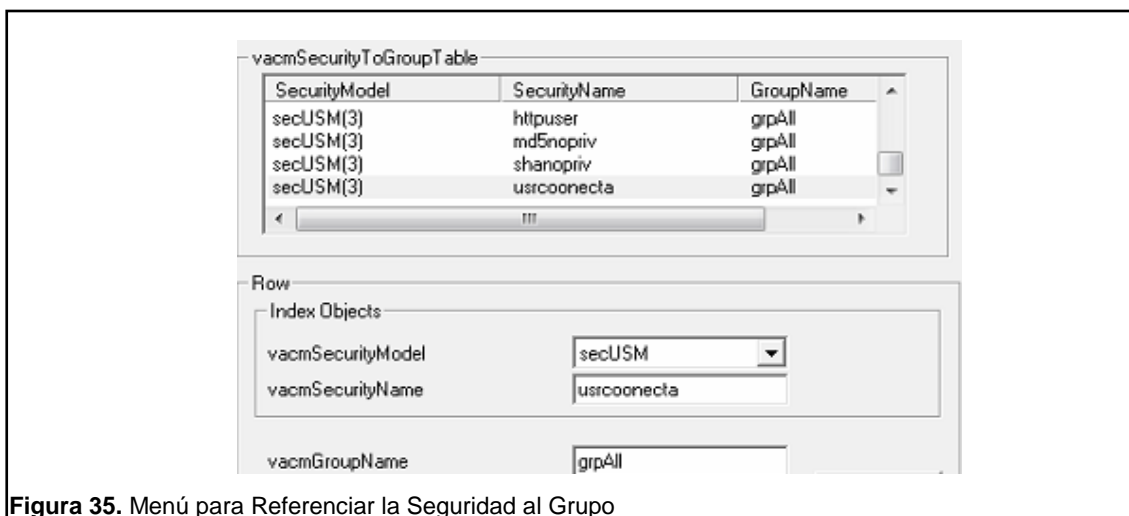 vacmSecurityToGroupTable
SecurityModel SecurityName GroupName
secUSM(3) httpuser grpAll
secUSM(3) md5nopriv grpAll
secUSM(3) shanopriv grpAll
secUSM(3) usrcoonecta grpAll
Row
Index Objects
vacmSecurityModel secUSM
vacmSecurityName usrcoonecta
vacmGroupName grpAll
Figura 35. Menú para Referenciar la Seguridad al Grupo